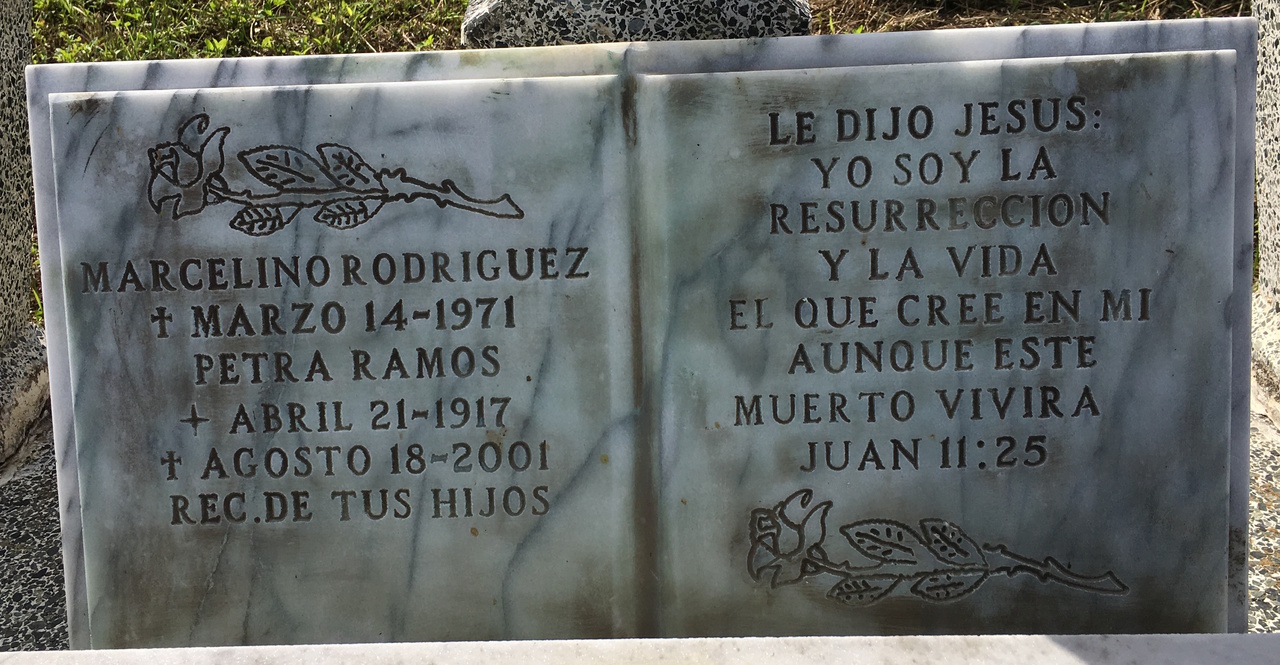 MARCELINO RODRIGUEZ
✝ MARZO 14-1971
PETRA RAMOS
+ ABRIL 21-1917
✝ AGOSTO 18-2001
REC.DE TUS HIJOS
LE DIJO JESUS:
YO SOY LA
RESURRECCION
Y LA VIDA
EL QUE CREE EN MI
AUNQUE ESTE
MUERTO VIVIRA
JUAN 11:25